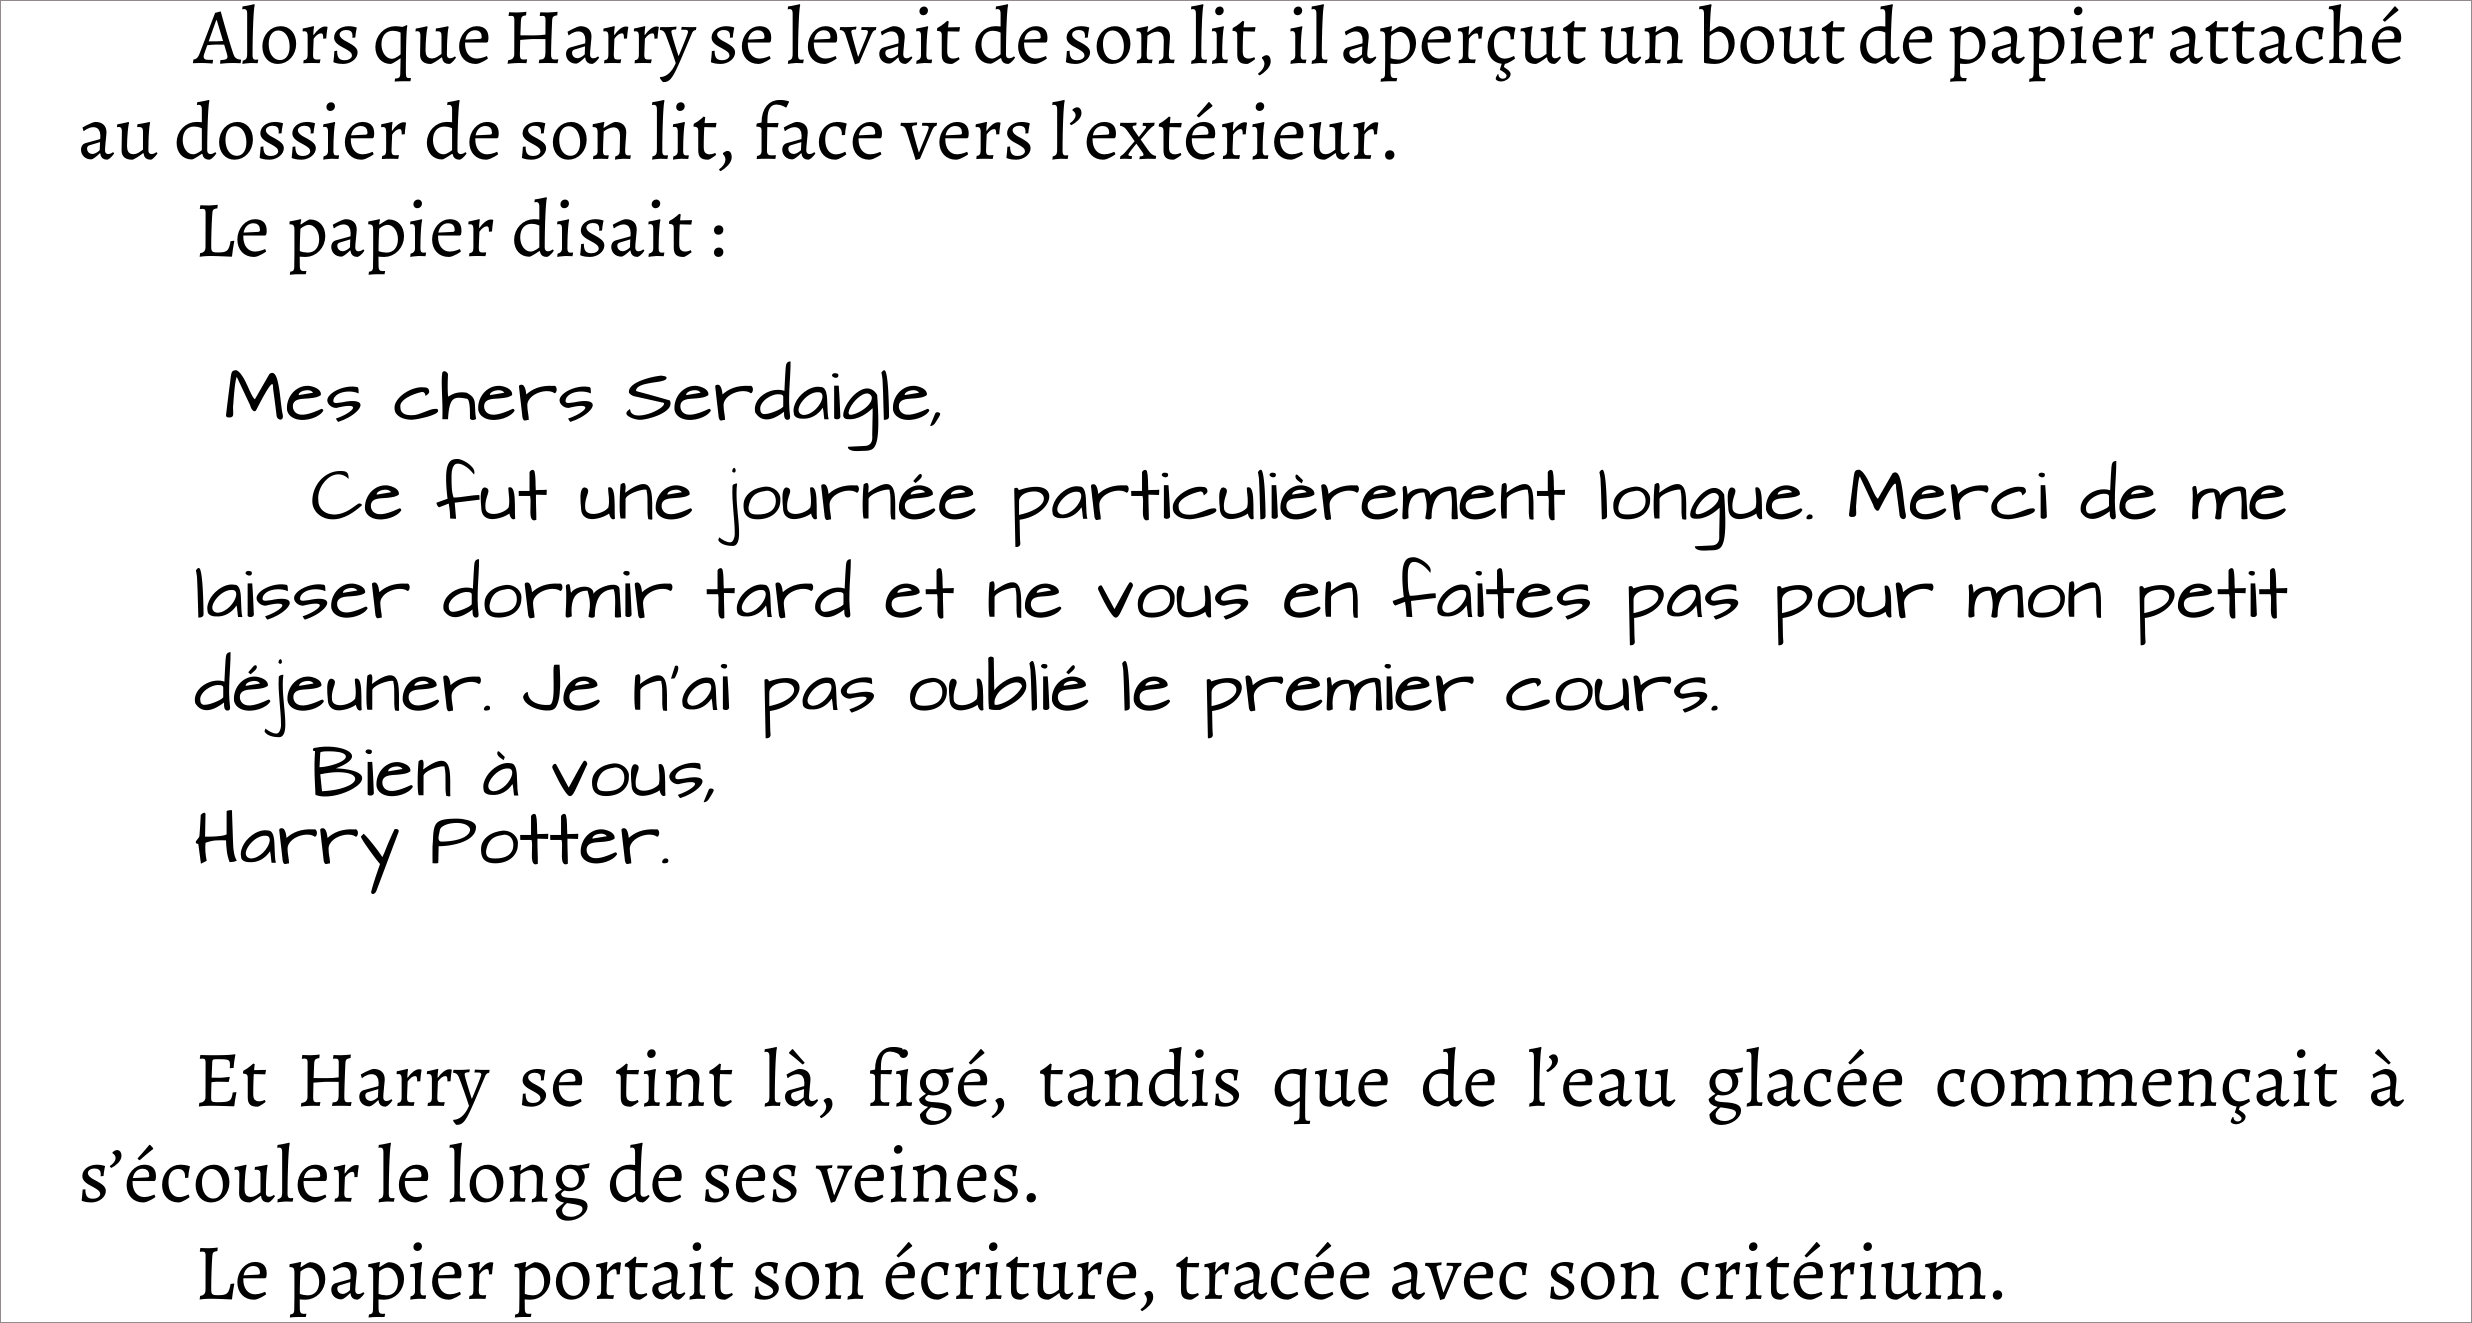 Alors que Harry se levait de son lit, il aperçut un bout de papier attaché
au dossier de son lit, face vers l’extérieur.
Le papier disait :
Mes chers Serdaigle,
Ce fut une journée particulièrement longue. Merci de me
laisser dormir tard et ne vous en faites pas pour mon petit
déjeuner. Je n’ai pas oublié le premier cours.
Bien à vous,
Harry Potter.
Et Harry se tint là, figé, tandis que de l’eau glacée commençait à
s’écouler le long de ses veines.
Le papier portait son écriture, tracée avec son critérium.